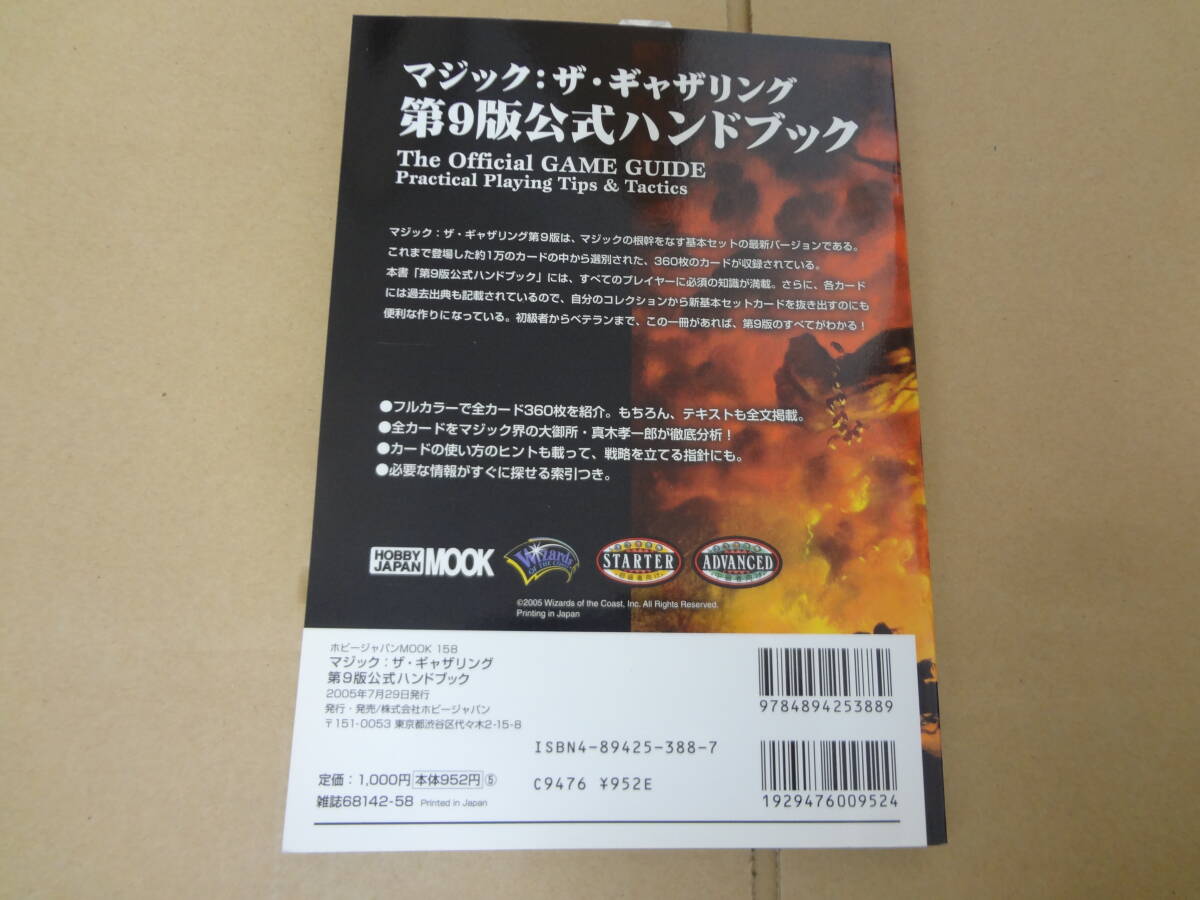 マジック：ザ・ギャザリング
第9版公式ハンドブック
The Official GAME GUIDE
Practical Playing Tips & Tactics
マジック：ザ・ギャザリング第9版は、マジックの根幹をなす基本セットの最新バージョンである。
これまで登場した約1万のカードの中から選別された、360枚のカードが収録されている。
本書「第9版公式ハンドブック」には、すべてのプレイヤーに必須の知識が満載。さらに、各カード
には過去出典も記載されているので、自分のコレクションから新基本セットカードを抜き出すのにも
便利な作りになっている。初級者からベテランまで、この一冊があれば、第9版のすべてがわかる！
●フルカラーで全カード360枚を紹介。もちろん、テキストも全文掲載。
●全カードをマジック界の大御所・真木孝一郎が徹底分析！
●カードの使い方のヒントも載って、戦略を立てる指針にも。
●必要な情報がすぐに探せる索引つき。
HOBBY JAPAN MOOK
Wizards OF THE COAST
STARTER
ADVANCED
©2005 Wizards of the Coast, Inc. All Rights Reserved.
Printing in Japan
ホビージャパンMOOK 158
マジック：ザ・ギャザリング
第9版公式ハンドブック
2005年7月29日発行
発行・発売/株式会社ホビージャパン
〒151-0053 東京都渋谷区代々木2-15-8
9784894253889
ISBN4-89425-388-7
定価：1,000円 本体952円 ⑤
C9476 ¥952E
雑誌68142-58 Printed in Japan
1929476009524